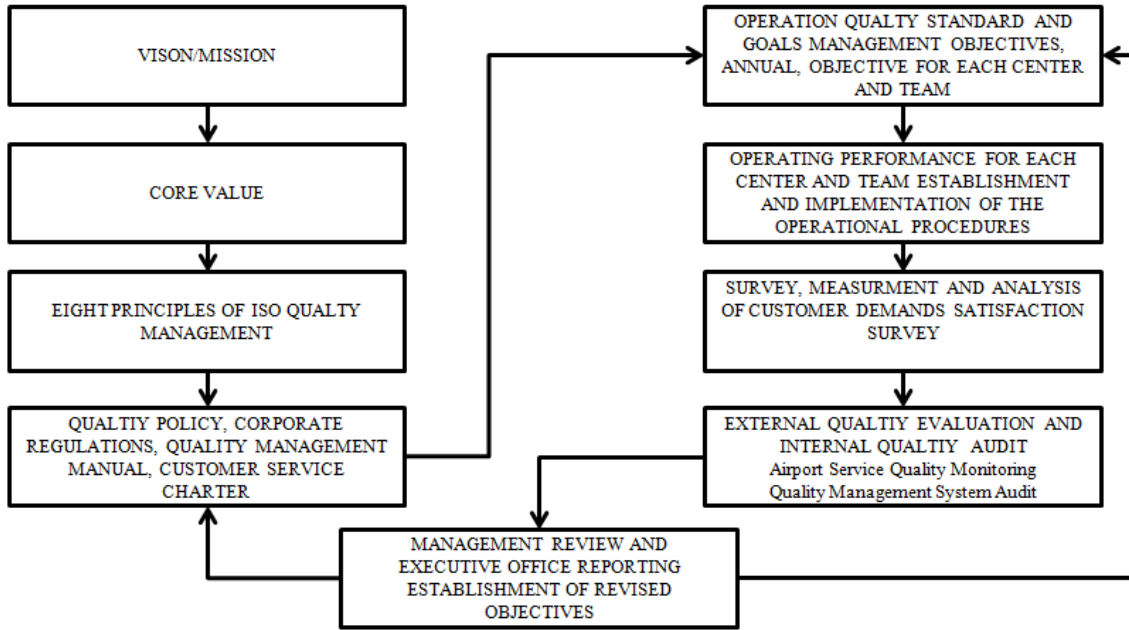 VISON/MISSION
CORE VALUE
EIGHT PRINCIPLES OF ISO QUALTY
MANAGEMENT
QUALTIY POLICY, CORPORATE
REGULATIONS, QUALITY MANAGEMENT
MANUAL, CUSTOMER SERVICE
CHARTER
OPERATION QUALTY STANDARD AND
GOALS MANAGEMENT OBJECTIVES,
ANNUAL, OBJECTIVE FOR EACH CENTER
AND TEAM
OPERATING PERFORMANCE FOR EACH
CENTER AND TEAM ESTABLISHMENT
AND IMPLEMENTATION OF THE
OPERATIONAL PROCEDURES
SURVEY, MEASURMENT AND ANALYSIS
OF CUSTOMER DEMANDS SATISFACTION
SURVEY
EXTERNAL QUALTIY EVALUATION AND
INTERNAL QUALTIY AUDIT
Airport Service Quality Monitoring
Quality Management System Audit
MANAGEMENT REVIEW AND
EXECUTIVE OFFICE REPORTING
ESTABLISHMENT OF REVISED
OBJECTIVES